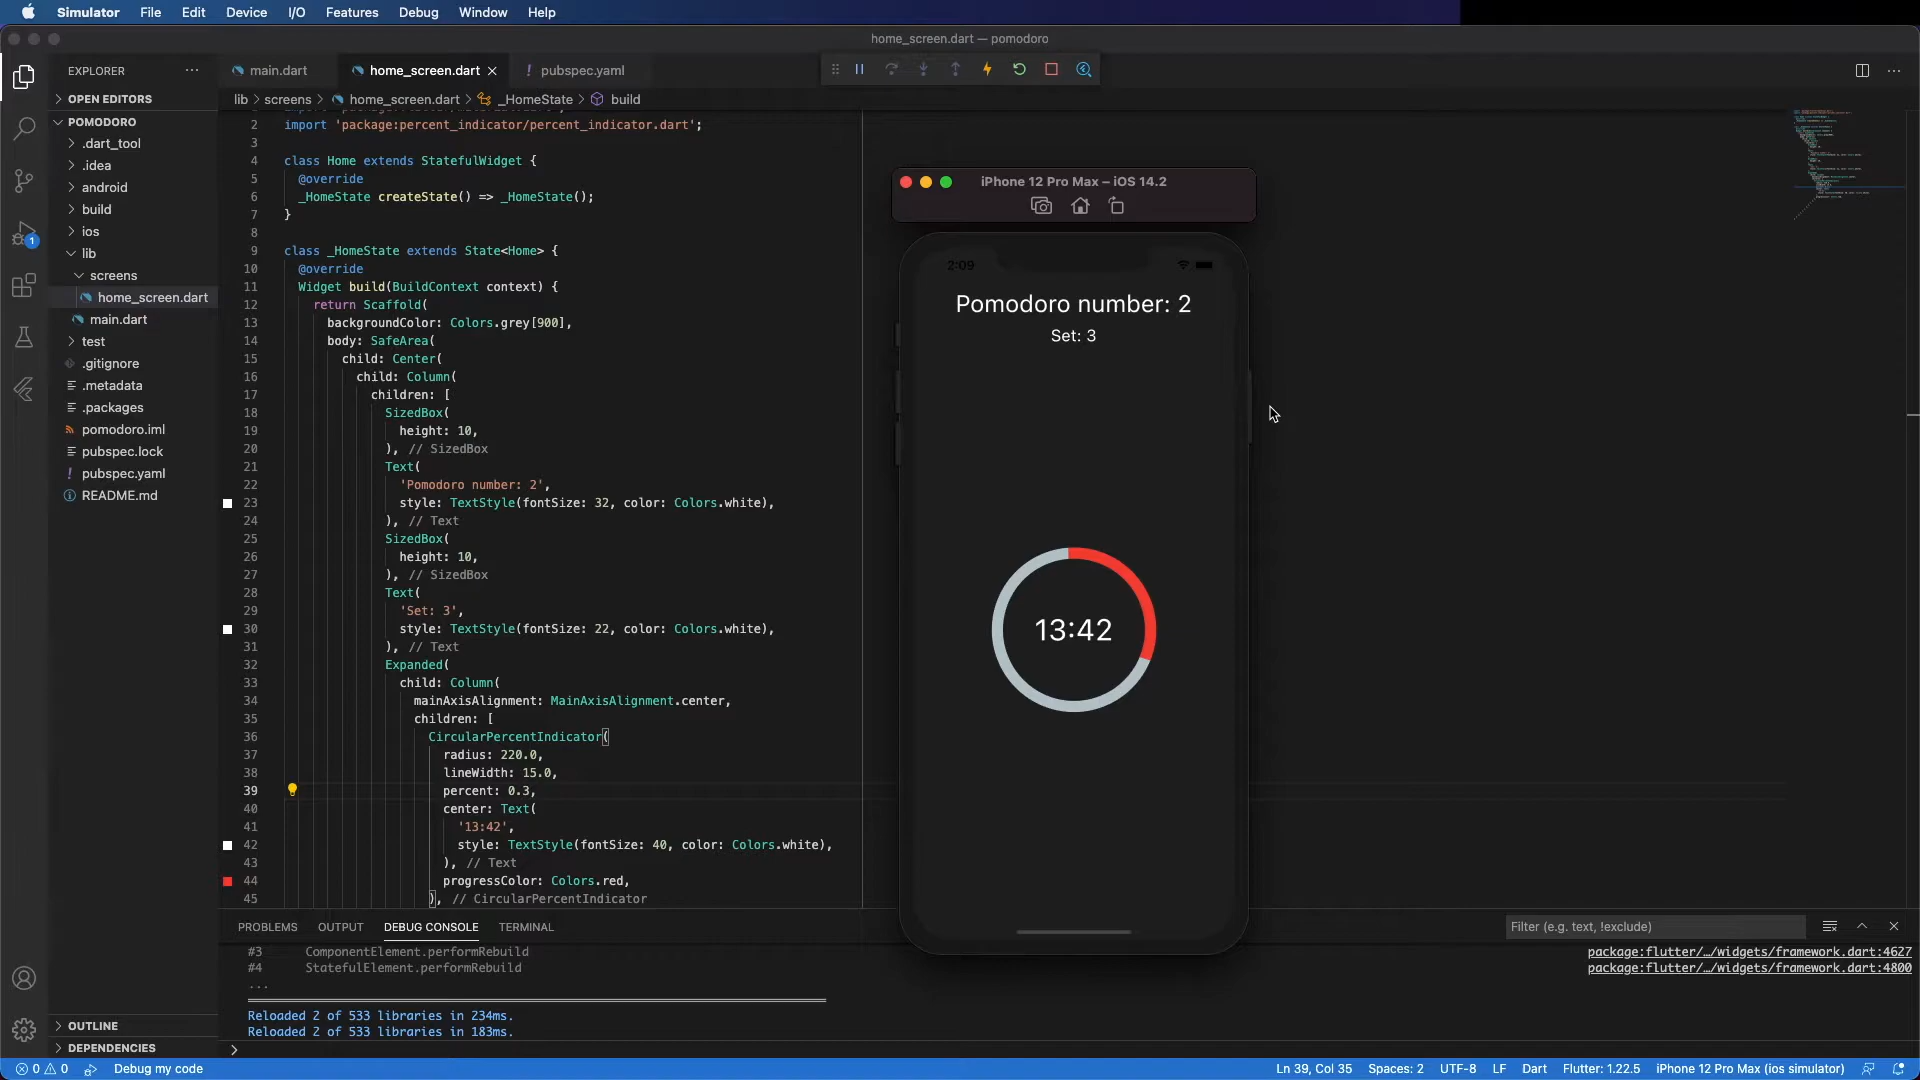 Simulator File Edit Device I/O Features Debug Window Help
home_screen.dart — pomodoro
EXPLORER
main.dart
home_screen.dart
! pubspec.yaml
lib > screens > home_screen.dart > _HomeState > build
OPEN EDITORS
POMODORO
.dart_tool
.idea
android
build
ios
lib
screens
home_screen.dart
main.dart
test
.gitignore
.metadata
.packages
pomodoro.iml
pubspec.lock
! pubspec.yaml
README.md
OUTLINE
DEPENDENCIES
1
2 import 'package:percent_indicator/percent_indicator.dart';
3
4 class Home extends StatefulWidget {
5 @override
6 _HomeState createState() => _HomeState();
7 }
8
9 class _HomeState extends State<Home> {
10 @override
11 Widget build(BuildContext context) {
12 return Scaffold(
13 backgroundColor: Colors.grey[900],
14 body: SafeArea(
15 child: Center(
16 child: Column(
17 children: [
18 SizedBox(
19 height: 10,
20 ), // SizedBox
21 Text(
22 'Pomodoro number: 2',
23 style: TextStyle(fontSize: 32, color: Colors.white),
24 ), // Text
25 SizedBox(
26 height: 10,
27 ), // SizedBox
28 Text(
29 'Set: 3',
30 style: TextStyle(fontSize: 22, color: Colors.white),
31 ), // Text
32 Expanded(
33 child: Column(
34 mainAxisAlignment: MainAxisAlignment.center,
35 children: [
36 CircularPercentIndicator(
37 radius: 220.0,
38 lineWidth: 15.0,
39 percent: 0.3,
40 center: Text(
41 '13:42',
42 style: TextStyle(fontSize: 40, color: Colors.white),
43 ), // Text
44 progressColor: Colors.red,
45 ), // CircularPercentIndicator
iPhone 12 Pro Max – iOS 14.2
2:09
Pomodoro number: 2
Set: 3
13:42
PROBLEMS OUTPUT DEBUG CONSOLE TERMINAL
Filter (e.g. text, !exclude)
#3 ComponentElement.performRebuild
package:flutter/…/widgets/framework.dart:4627
#4 StatefulElement.performRebuild
package:flutter/…/widgets/framework.dart:4800
...
Reloaded 2 of 533 libraries in 234ms.
Reloaded 2 of 533 libraries in 183ms.
0 0 Debug my code
Ln 39, Col 35 Spaces: 2 UTF-8 LF Dart Flutter: 1.22.5 iPhone 12 Pro Max (ios simulator)